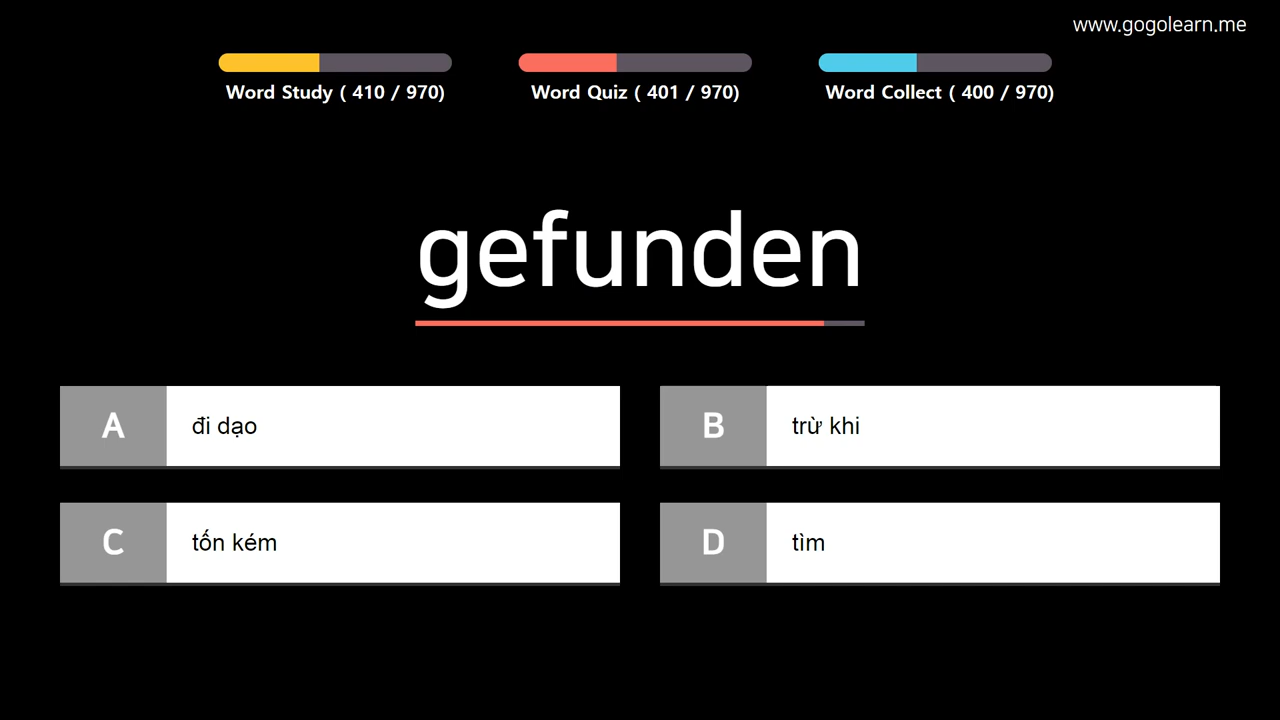 www.gogolearn.me
Word Study ( 410 / 970)
Word Quiz ( 401 / 970)
Word Collect ( 400 / 970)
gefunden
A đi dạo
B trừ khi
C tốn kém
D tìm